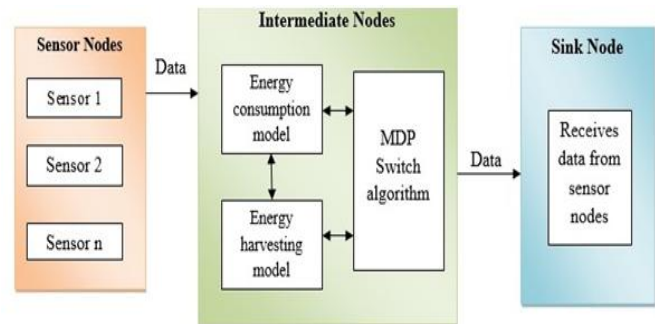 Sensor Nodes
Sensor 1
Sensor 2
Sensor n
Data
Intermediate Nodes
Energy
consumption
model
Energy
harvesting
model
MDP
Switch
algorithm
Data
Sink Node
Receives
data from
sensor
nodes